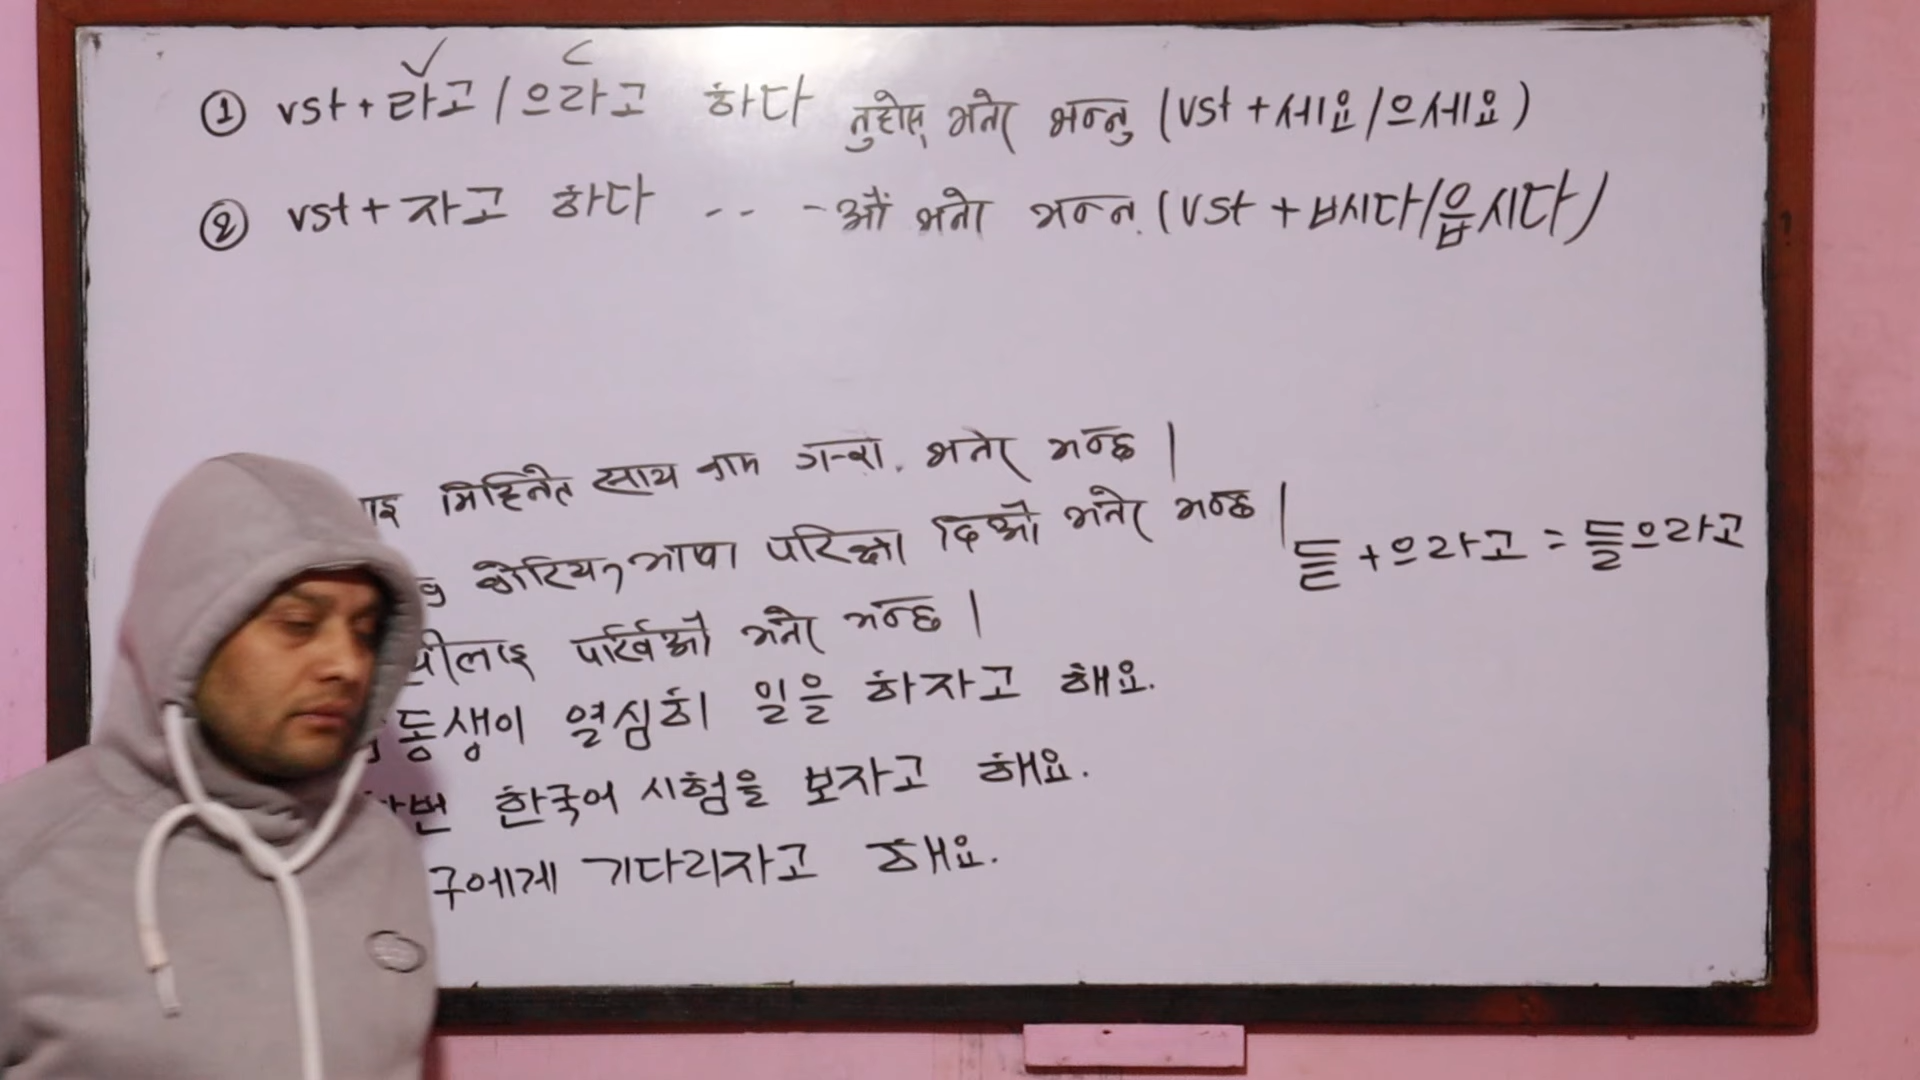 ✓ C
① vst + 라고 / 으라고 하다 तुहोस् भनेर भन्नु (vst + 세요/으세요)
② vst + 자고 하다 -- - औं भनेर भन्न (vst + ㅂ시다/읍시다)
मिहिनेत साथ काम गरौं भनेर भन्छ |
कोरियन भाषा परिक्षा दिऔ भनेर भन्छ |
듣 + 으라고 = 들으라고
लाइ पर्खिऔ भनेर भन्छ |
동생이 열심히 일을 하자고 해요.
번 한국어 시험을 보자고 해요.
구에게 기다리자고 해요.